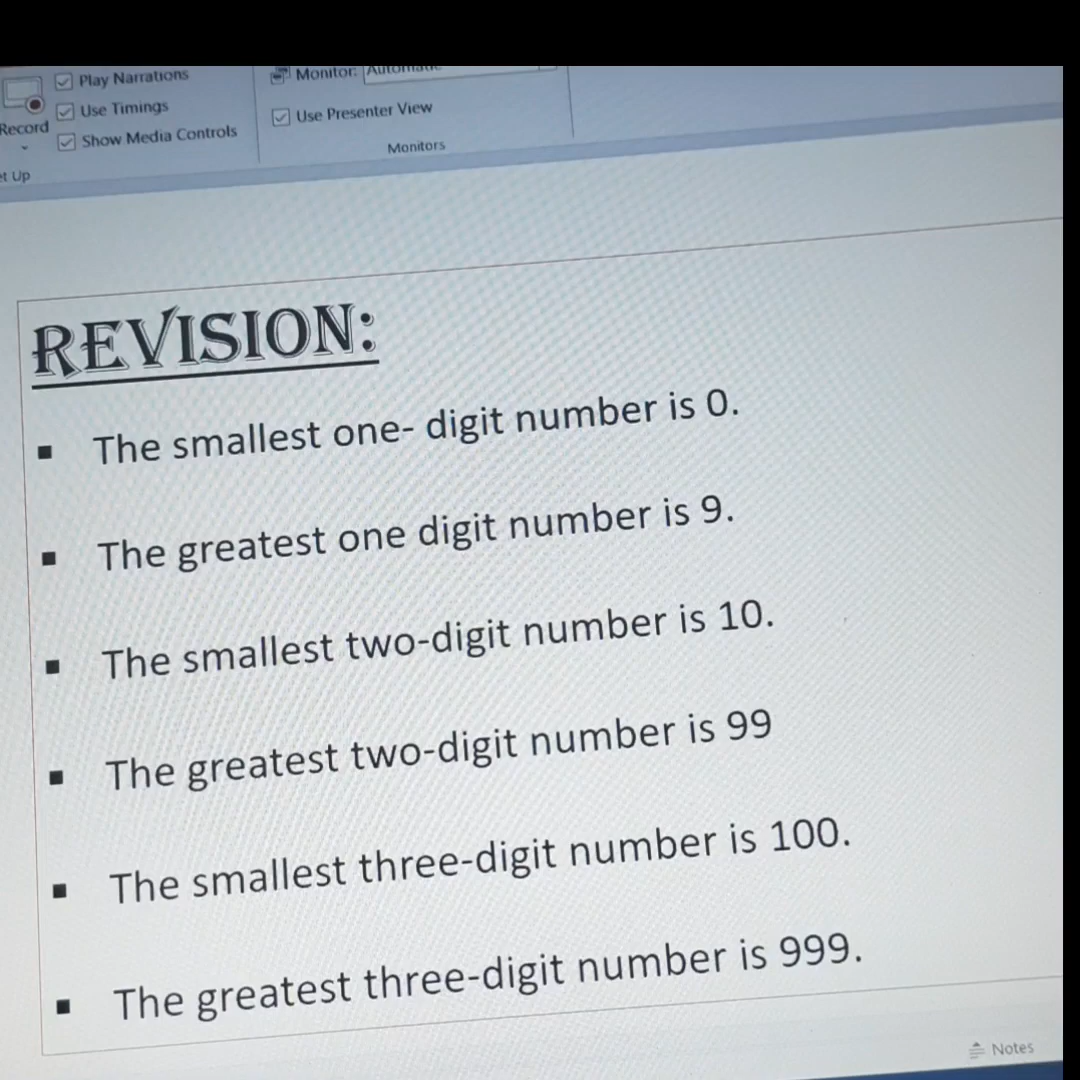 Play Narrations
Use Timings
Show Media Controls
Record
Monitor: Automatic
Use Presenter View
Monitors
et Up
REVISION:
▪ The smallest one- digit number is 0.
▪ The greatest one digit number is 9.
▪ The smallest two-digit number is 10.
▪ The greatest two-digit number is 99
▪ The smallest three-digit number is 100.
▪ The greatest three-digit number is 999.
Notes